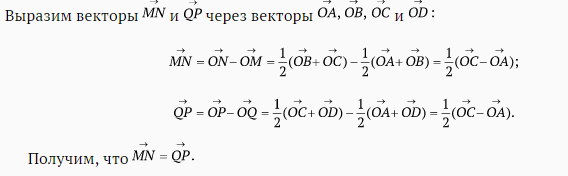 Выразим векторы $\overrightarrow{MN}$ и $\overrightarrow{QP}$ через векторы $\overrightarrow{OA}, \overrightarrow{OB}, \overrightarrow{OC}$ и $\overrightarrow{OD}:$
$\overrightarrow{MN} = \overrightarrow{ON} - \overrightarrow{OM} = \frac{1}{2}(\overrightarrow{OB} + \overrightarrow{OC}) - \frac{1}{2}(\overrightarrow{OA} + \overrightarrow{OB}) = \frac{1}{2}(\overrightarrow{OC} - \overrightarrow{OA});$
$\overrightarrow{QP} = \overrightarrow{OP} - \overrightarrow{OQ} = \frac{1}{2}(\overrightarrow{OC} + \overrightarrow{OD}) - \frac{1}{2}(\overrightarrow{OA} + \overrightarrow{OD}) = \frac{1}{2}(\overrightarrow{OC} - \overrightarrow{OA}).$
Получим, что $\overrightarrow{MN} = \overrightarrow{QP}.$